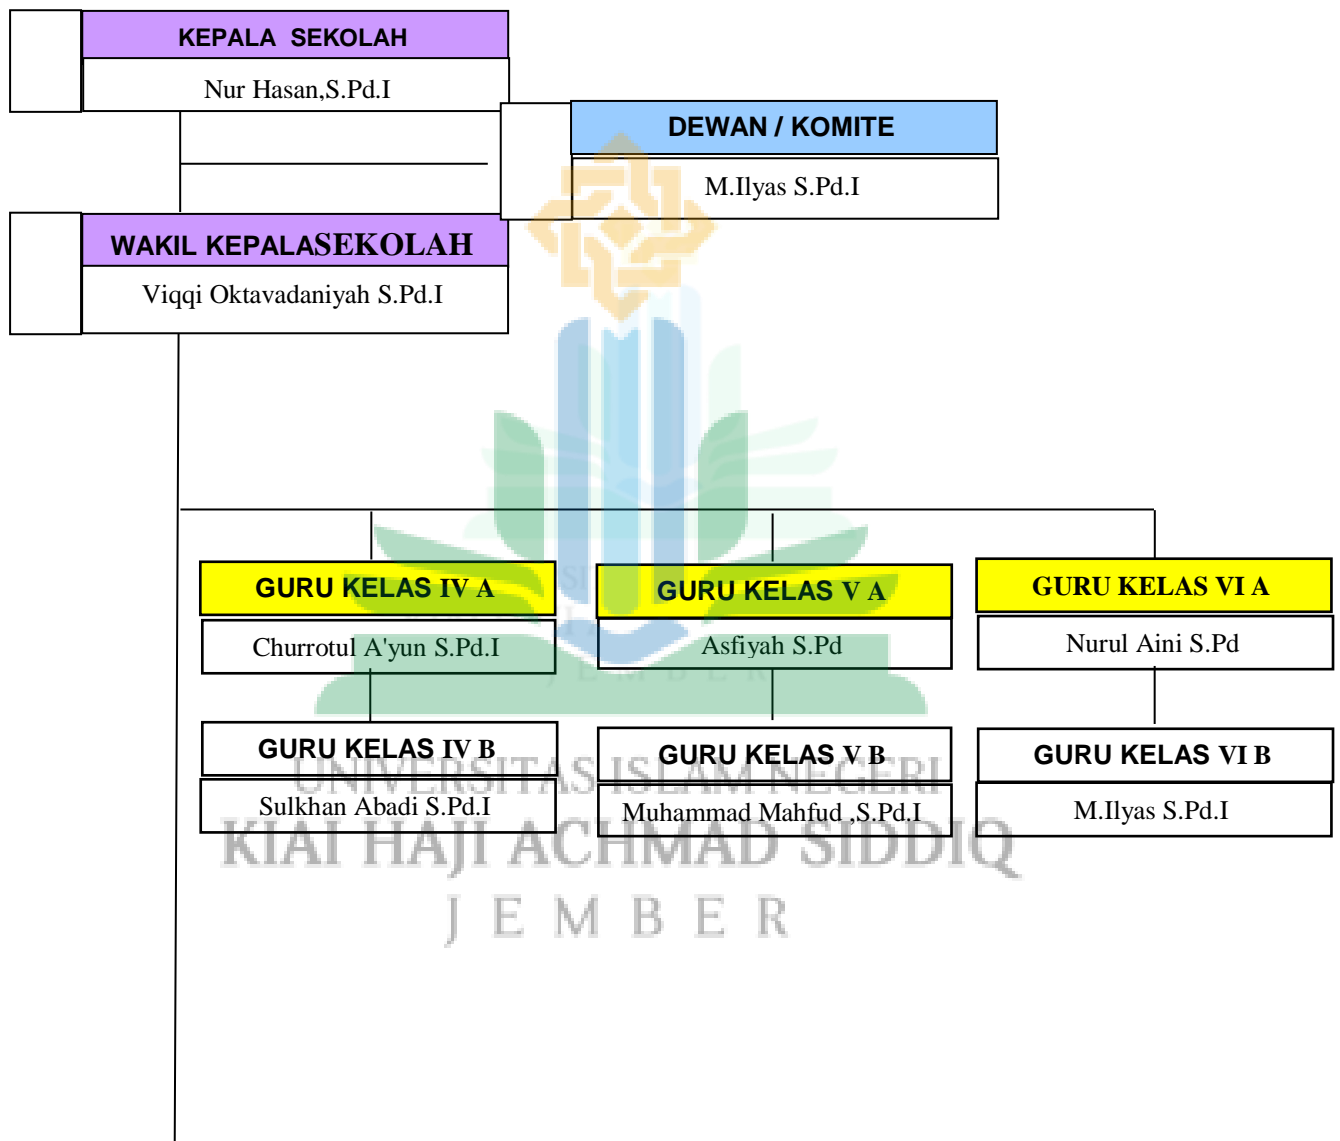 KEPALA SEKOLAH
Nur Hasan,S.Pd.I
DEWAN / KOMITE
M.Ilyas S.Pd.I
WAKIL KEPALASEKOLAH
Viqqi Oktavadaniyah S.Pd.I
GURU KELAS IV A
Churrotul A'yun S.Pd.I
GURU KELAS V A
Asfiyah S.Pd
GURU KELAS VI A
Nurul Aini S.Pd
JEMBER
GURU KELAS IV B
Sulkhan Abadi S.Pd.I
GURU KELAS V B
Muhammad Mahfud ,S.Pd.I
GURU KELAS VI B
M.Ilyas S.Pd.I
UNIVERSITAS ISLAM NEGERI
KIAI HAJI ACHMAD SIDDIQ
JEMBER